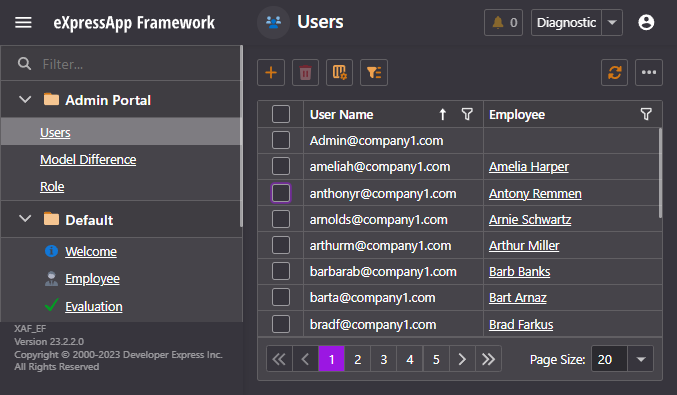 eXpressApp Framework
Users
0
Diagnostic
Filter...
Admin Portal
Users
Model Difference
Role
Default
Welcome
Employee
Evaluation
XAF_EF
Version 23.2.2.0
Copyright © 2000-2023 Developer Express Inc.
All Rights Reserved
User Name Employee
Admin@company1.com
ameliah@company1.com Amelia Harper
anthonyr@company1.com Antony Remmen
arnolds@company1.com Arnie Schwartz
arthurm@company1.com Arthur Miller
barbarab@company1.com Barb Banks
barta@company1.com Bart Arnaz
bradf@company1.com Brad Farkus
1 2 3 4 5 Page Size: 20